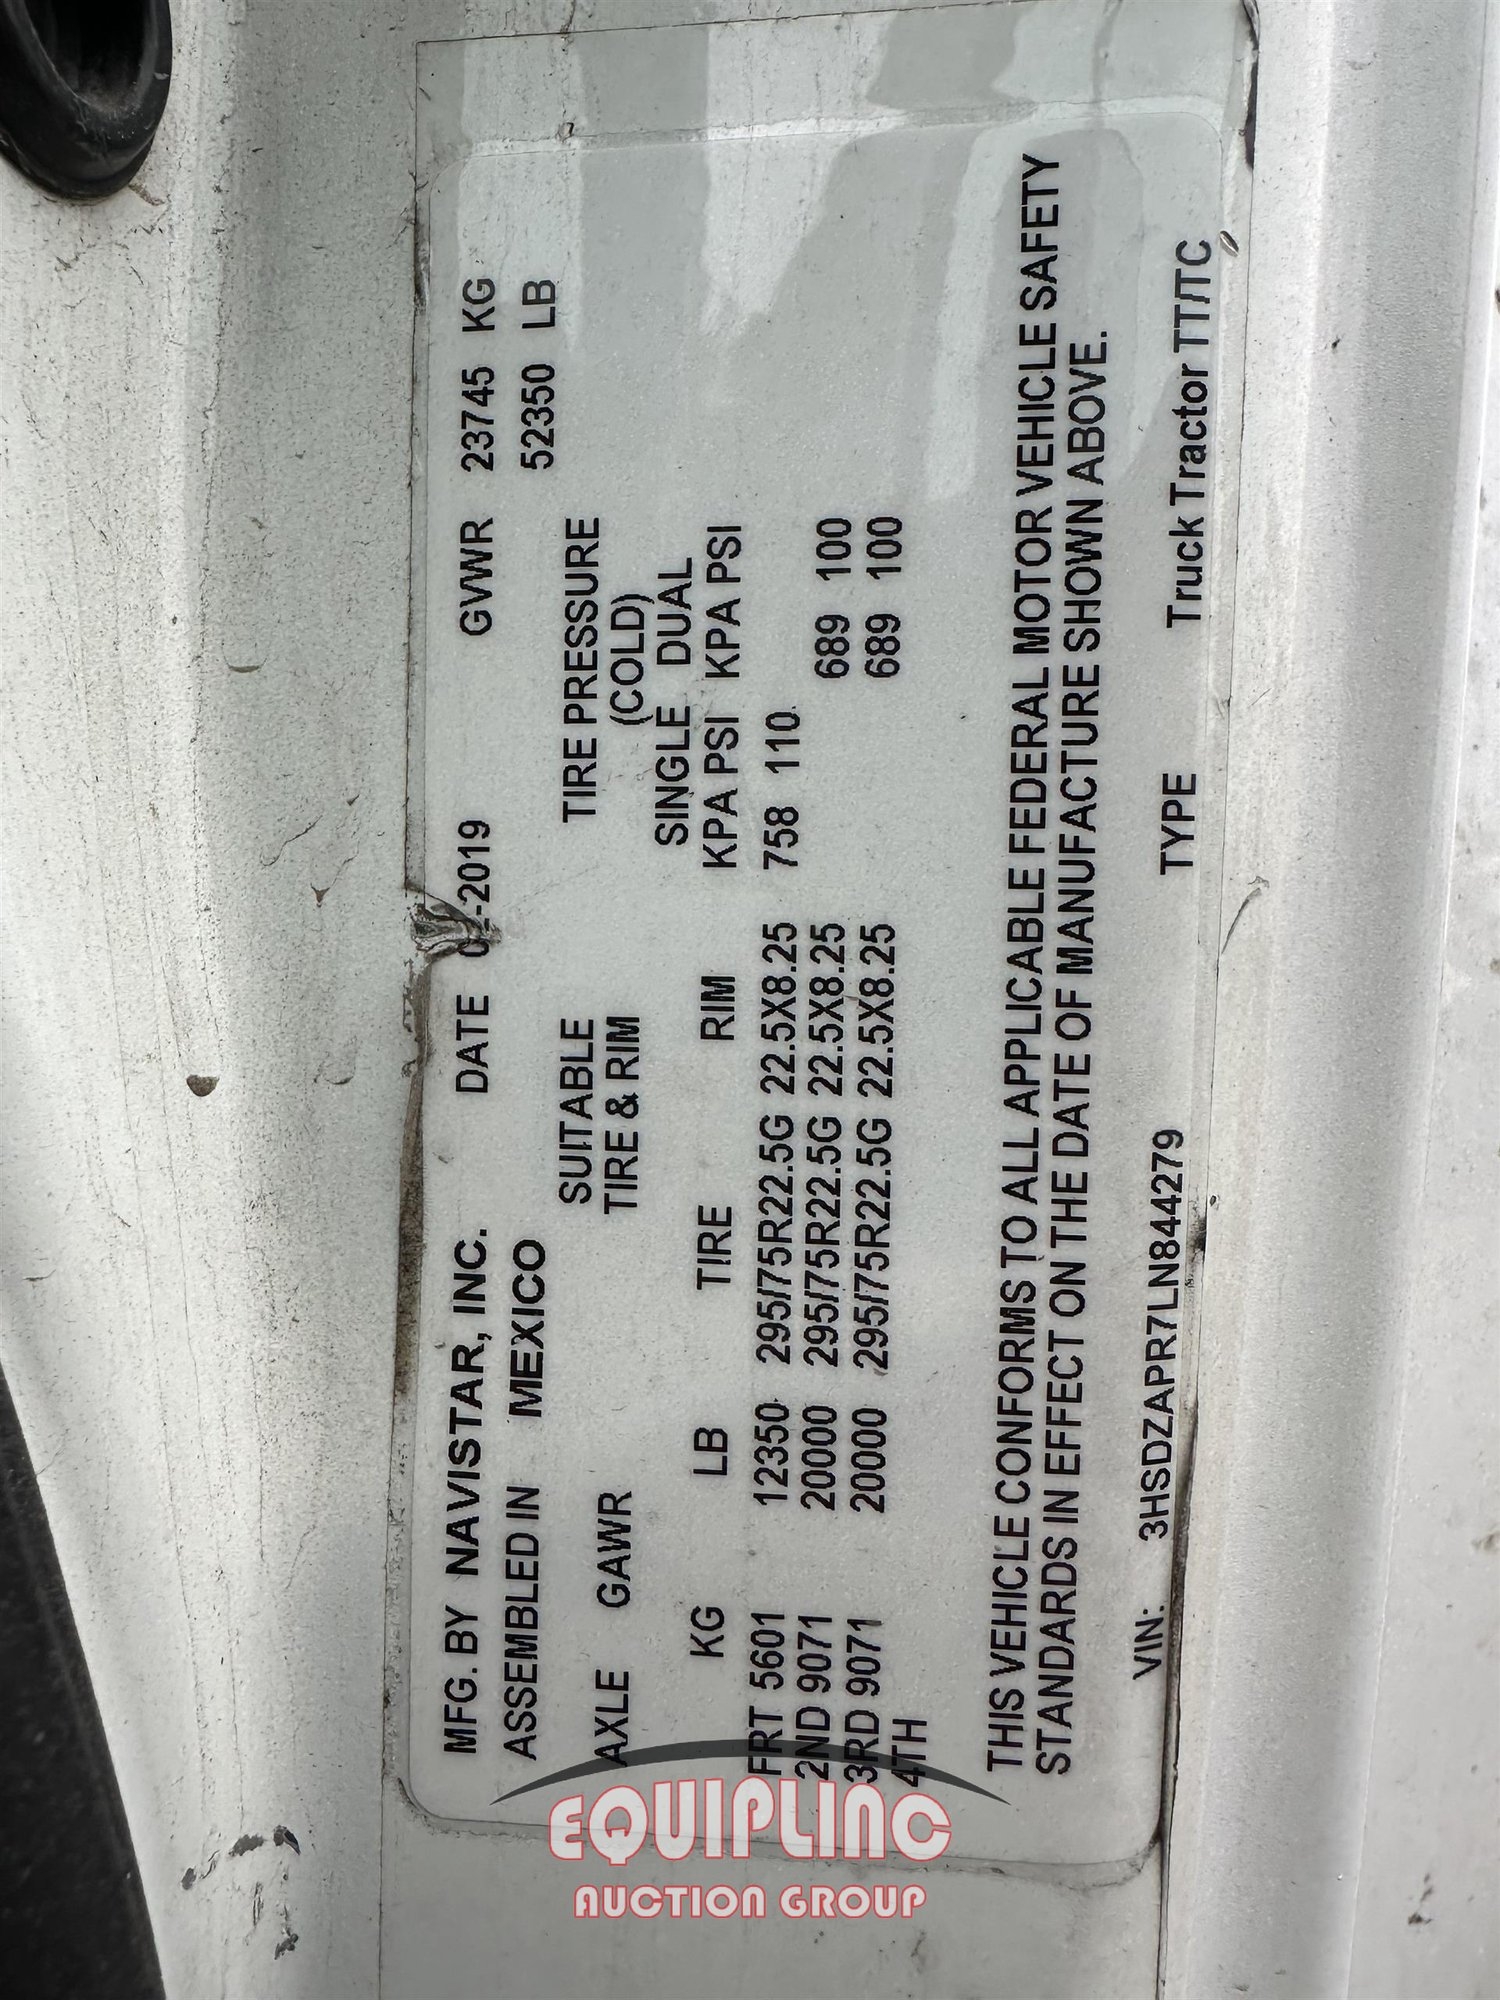 MFG. BY NAVISTAR, INC. DATE -2019 GVWR 23745 KG
ASSEMBLED IN MEXICO 52350 LB
SUITABLE TIRE PRESSURE
AXLE GAWR TIRE & RIM (COLD)
SINGLE DUAL
KG LB TIRE RIM KPA PSI KPA PSI
FRT 5601 12350 295/75R22.5G 22.5X8.25 758 110
2ND 9071 20000 295/75R22.5G 22.5X8.25 689 100
3RD 9071 20000 295/75R22.5G 22.5X8.25 689 100
4TH
THIS VEHICLE CONFORMS TO ALL APPLICABLE FEDERAL MOTOR VEHICLE SAFETY
STANDARDS IN EFFECT ON THE DATE OF MANUFACTURE SHOWN ABOVE.
VIN: 3HSDZAPR7LN844279 TYPE Truck Tractor TT/TC
EQUIPLINC
AUCTION GROUP